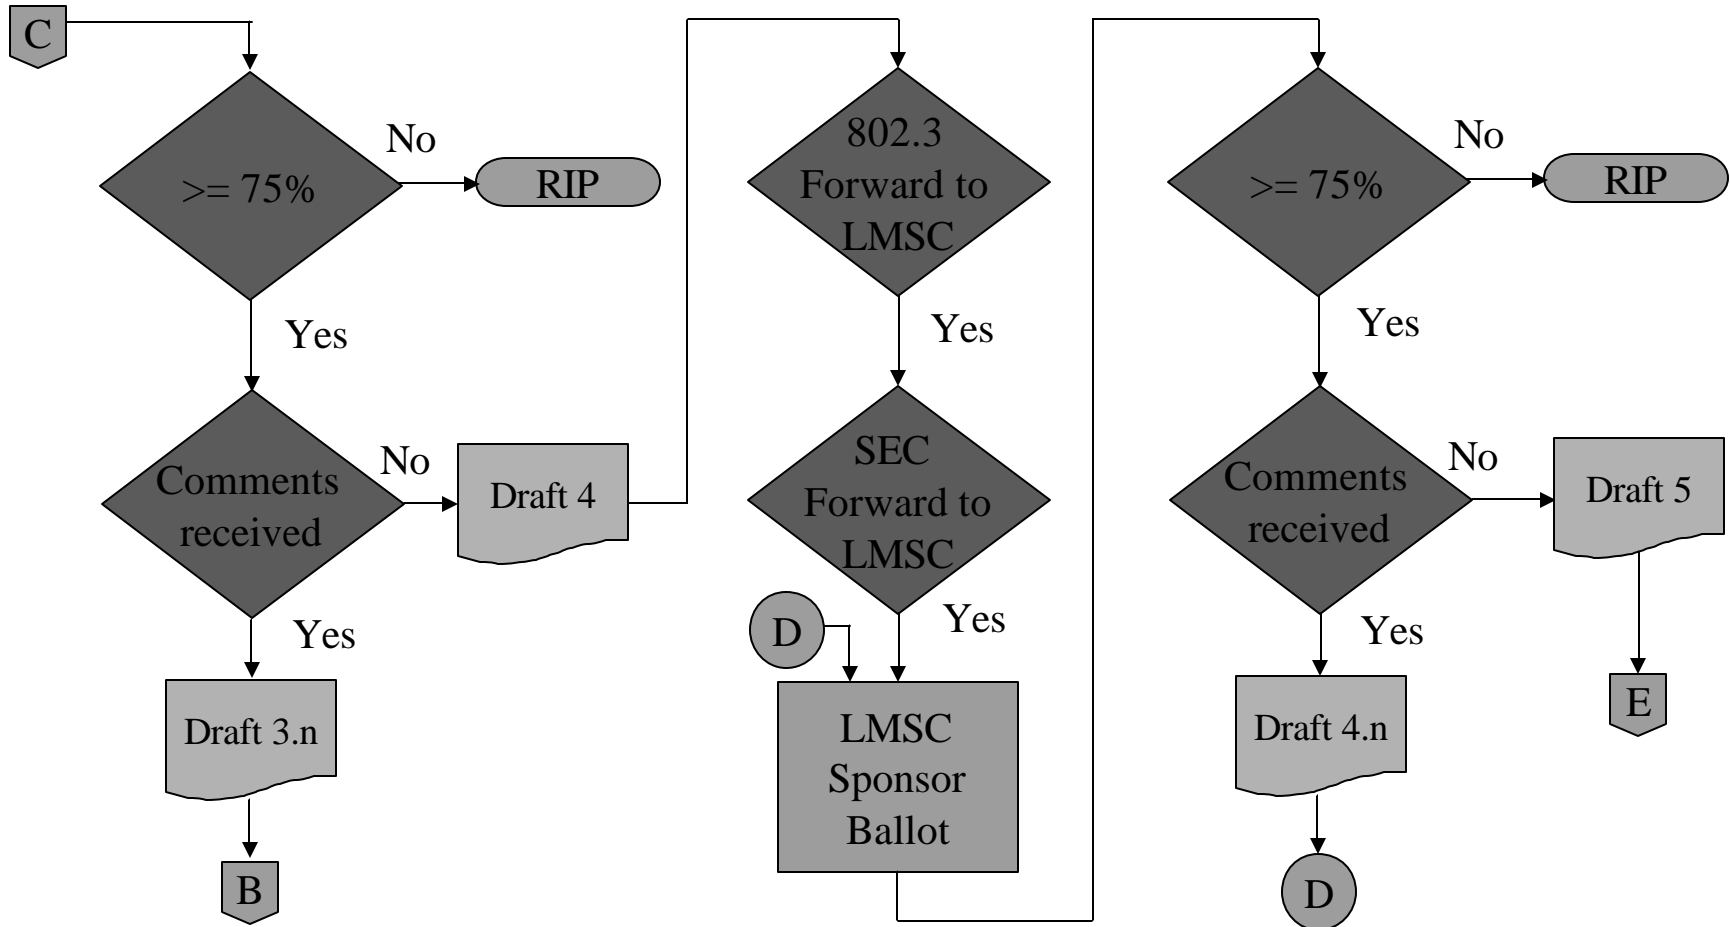 C
>= 75%
No
RIP
Yes
Comments
received
No
Draft 4
Yes
Draft 3.n
B
802.3
Forward to
LMSC
Yes
SEC
Forward to
LMSC
Yes
D
LMSC
Sponsor
Ballot
>= 75%
No
RIP
Yes
Comments
received
No
Draft 5
E
Yes
Draft 4.n
D